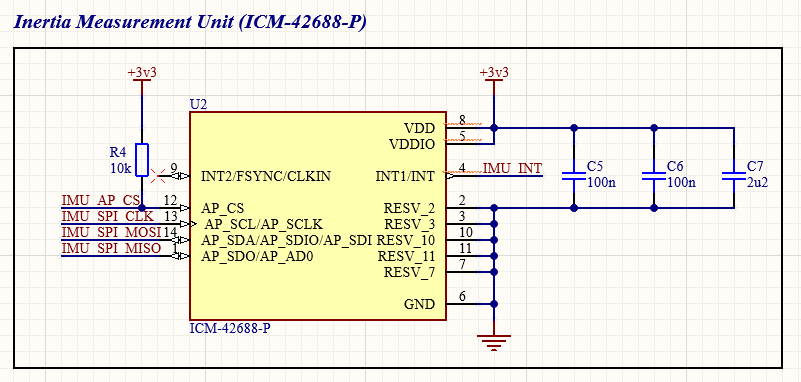 Inertia Measurement Unit (ICM-42688-P)
+3v3
+3v3
U2
R4
10k
IMU_AP_CS
IMU_SPI_CLK
IMU_SPI_MOSI
IMU_SPI_MISO
9
12
13
14
1
INT2/FSYNC/CLKIN
AP_CS
AP_SCL/AP_SCLK
AP_SDA/AP_SDIO/AP_SDI
AP_SDO/AP_AD0
VDD
VDDIO
INT1/INT
RESV_2
RESV_3
RESV_10
RESV_11
RESV_7
GND
8
5
4
2
3
10
11
7
6
IMU_INT
C5
100n
C6
100n
C7
2u2
ICM-42688-P